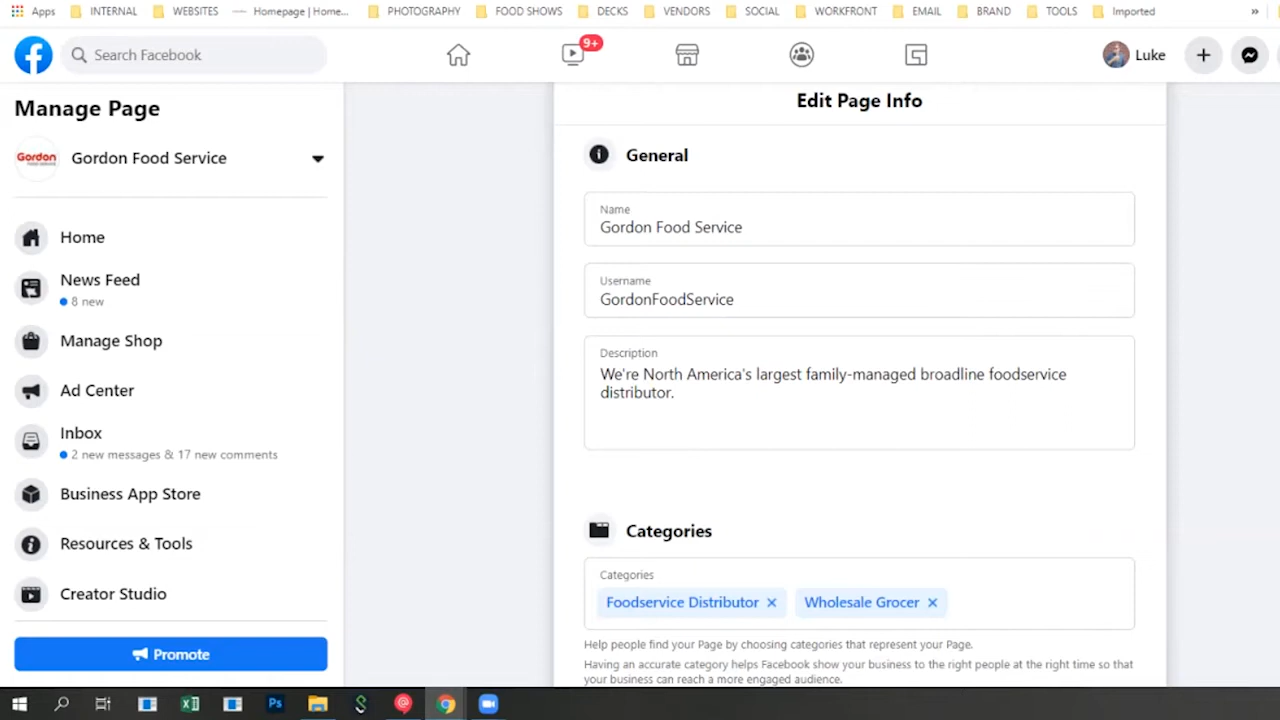 Apps INTERNAL WEBSITES Homepage | Home... PHOTOGRAPHY FOOD SHOWS DECKS VENDORS SOCIAL WORKFRONT EMAIL BRAND TOOLS Imported »
Search Facebook 9+ Luke
Manage Page
Gordon
Gordon Food Service
Home
News Feed
8 new
Manage Shop
Ad Center
Inbox
2 new messages & 17 new comments
Business App Store
Resources & Tools
Creator Studio
Promote
Edit Page Info
General
Name
Gordon Food Service
Username
GordonFoodService
Description
We're North America's largest family-managed broadline foodservice
distributor.
Categories
Categories
Foodservice Distributor × Wholesale Grocer ×
Help people find your Page by choosing categories that represent your Page.
Having an accurate category helps Facebook show your business to the right people at the right time so that
your business can reach a more engaged audience.
Ps